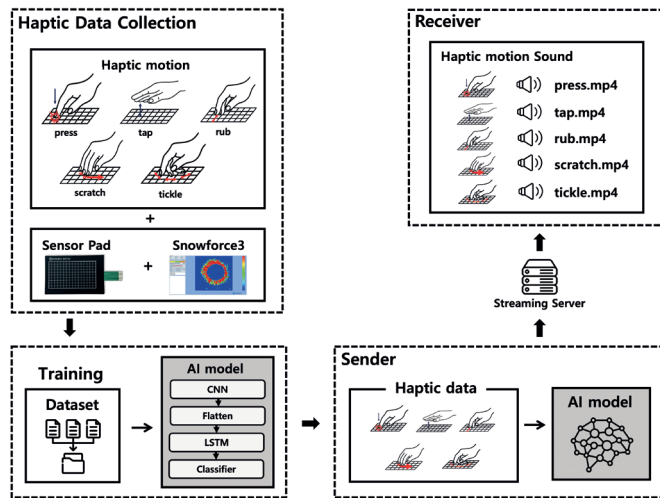 Haptic Data Collection
Haptic motion
press
tap
rub
scratch
tickle
+
Sensor Pad + Snowforce3
Training
Dataset
AI model
CNN
Flatten
LSTM
Classifier
Sender
Haptic data
AI model
Streaming Server
Receiver
Haptic motion Sound
press.mp4
tap.mp4
rub.mp4
scratch.mp4
tickle.mp4